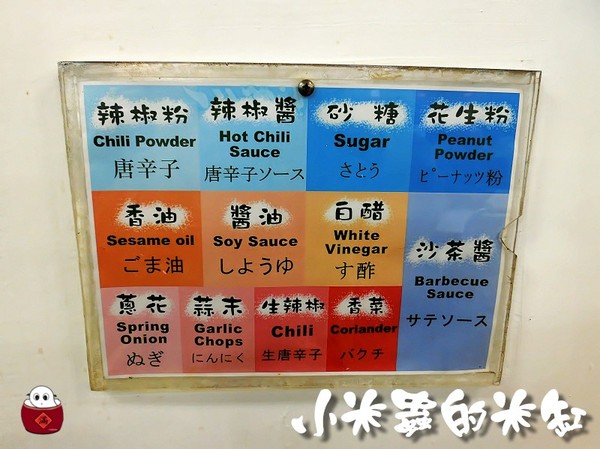 辣椒粉
Chili Powder
唐辛子
辣椒醬
Hot Chili
Sauce
唐辛子ソース
砂糖
Sugar
さとう
花生粉
Peanut
Powder
ピーナッツ粉
香油
Sesame oil
ごま油
醬油
Soy Sauce
しようゆ
白醋
White
Vinegar
す酢
沙茶醬
Barbecue
Sauce
サテソース
蔥花
Spring
Onion
ぬぎ
蒜末
Garlic
Chops
にんにく
生辣椒
Chili
生唐辛子
香菜
Coriander
パクチ
小米蟲的米缸